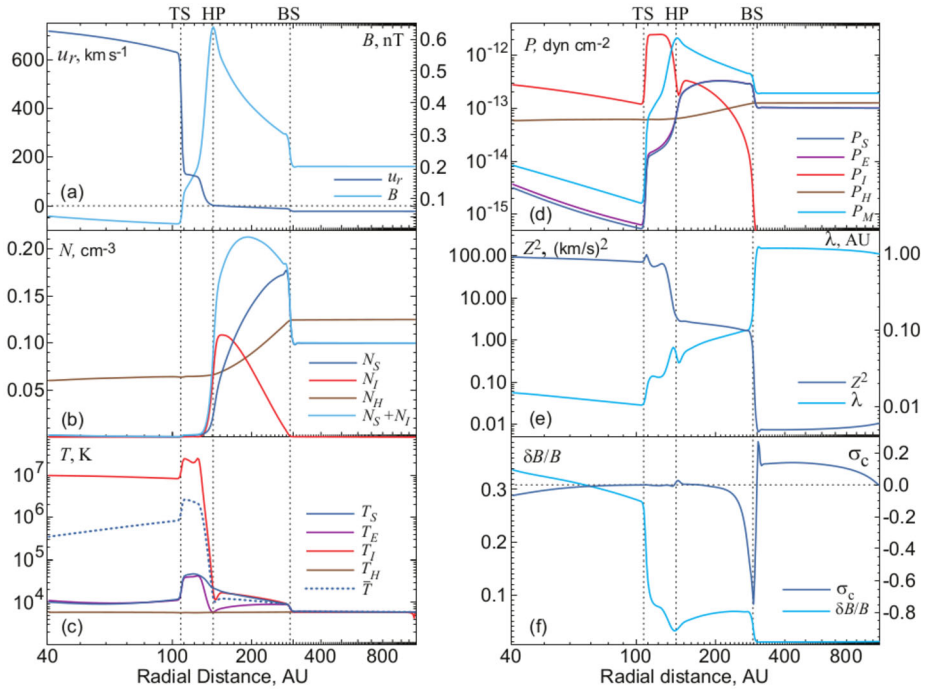 TS HP BS
u_r, km s-1
B, nT
600
400
200
0
0.6
0.5
0.4
0.3
0.2
0.1
(a)
u_r
B
N, cm-3
0.20
0.15
0.10
0.05
(b)
N_S
N_I
N_H
N_S+N_I
T, K
10^7
10^6
10^5
10^4
(c)
T_S
T_E
T_I
T_H
T̄
40 100 200 400 800
Radial Distance, AU
TS HP BS
P, dyn cm-2
10^-12
10^-13
10^-14
10^-15
(d)
P_S
P_E
P_I
P_H
P_M
Z^2, (km/s)^2
λ, AU
100.00
10.00
1.00
0.10
0.01
1.00
0.10
0.01
(e)
Z^2
λ
δB/B
σ_c
0.3
0.2
0.1
0.2
0.0
-0.2
-0.4
-0.6
-0.8
(f)
σ_c
δB/B
40 100 200 400 800
Radial distance, AU